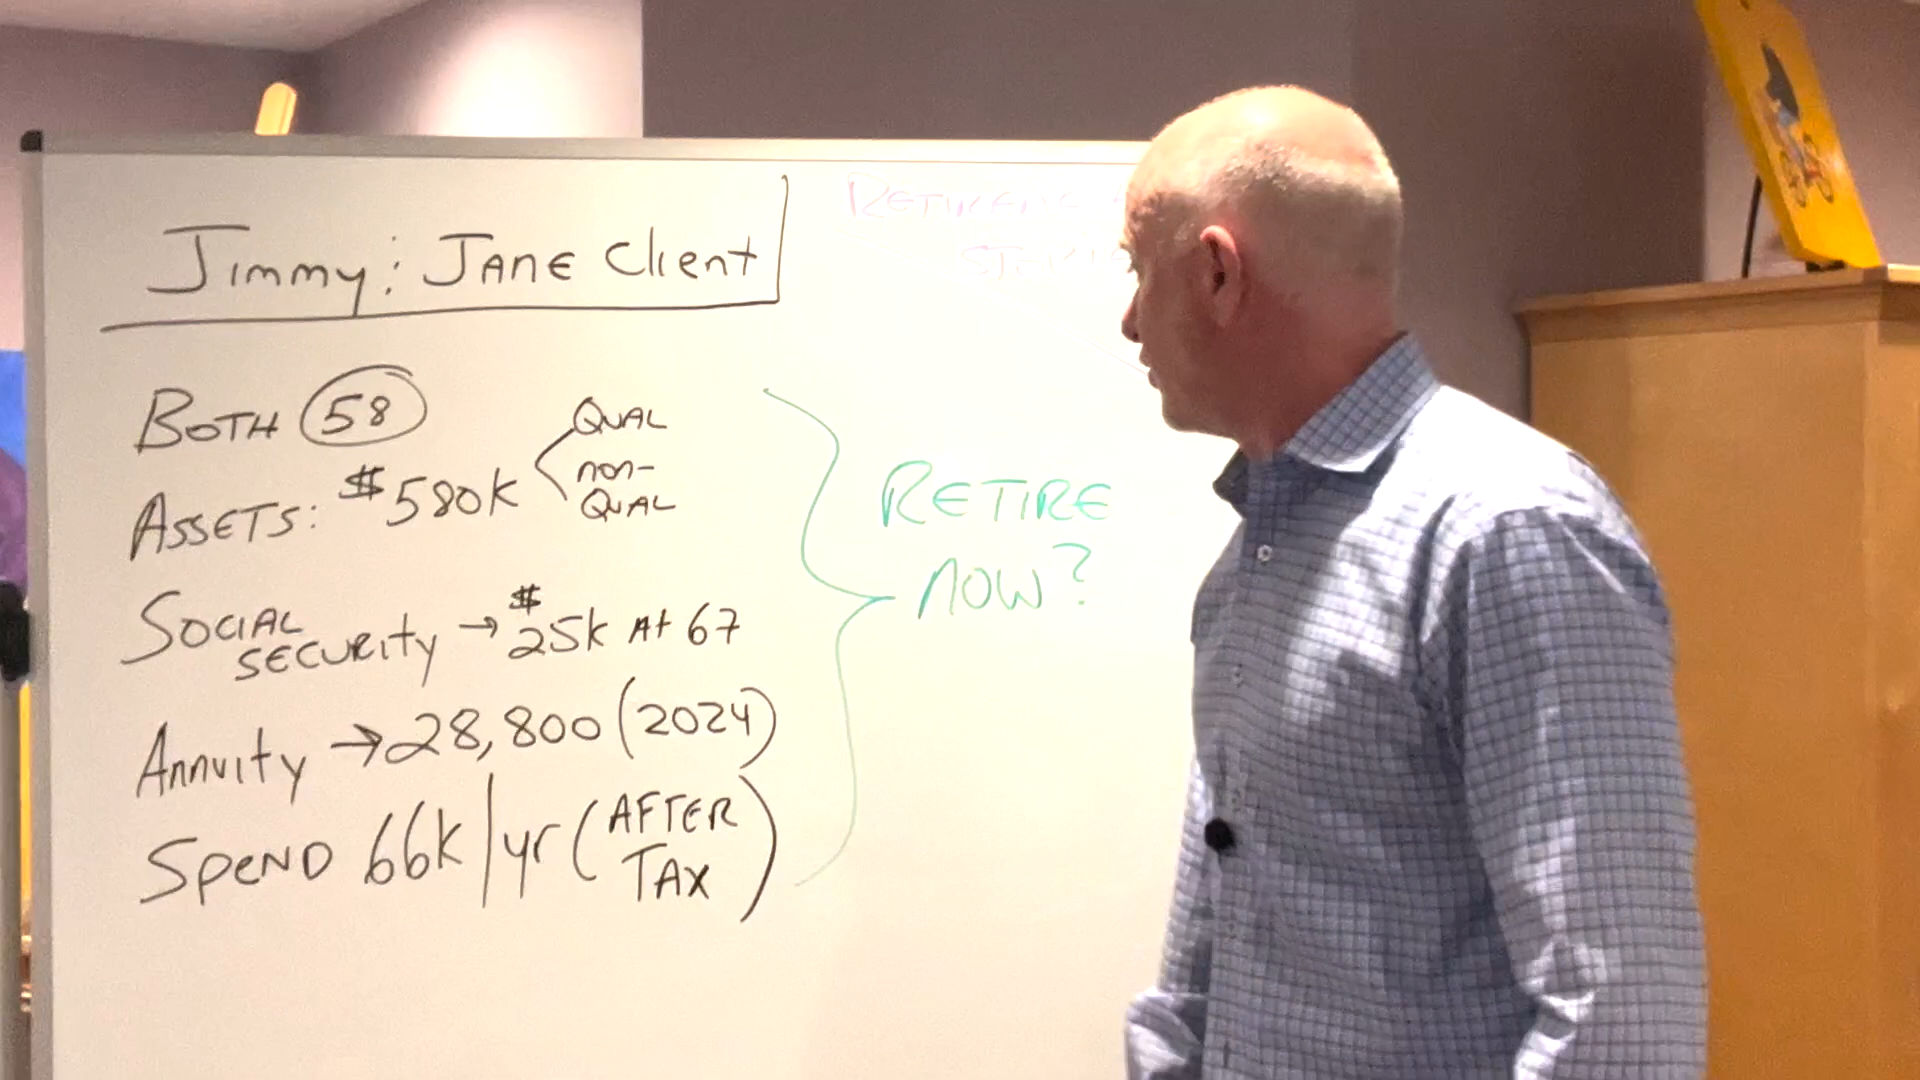 Jimmy: JANE Client
BOTH 58
ASSETS: $580K
QUAL
non-
QUAL
SOCIAL
SECURITY → $25K At 67
Annuity → 28,800 (2024)
SPEND 66K/yr (AFTER
TAX)
RETIRE
NOW?